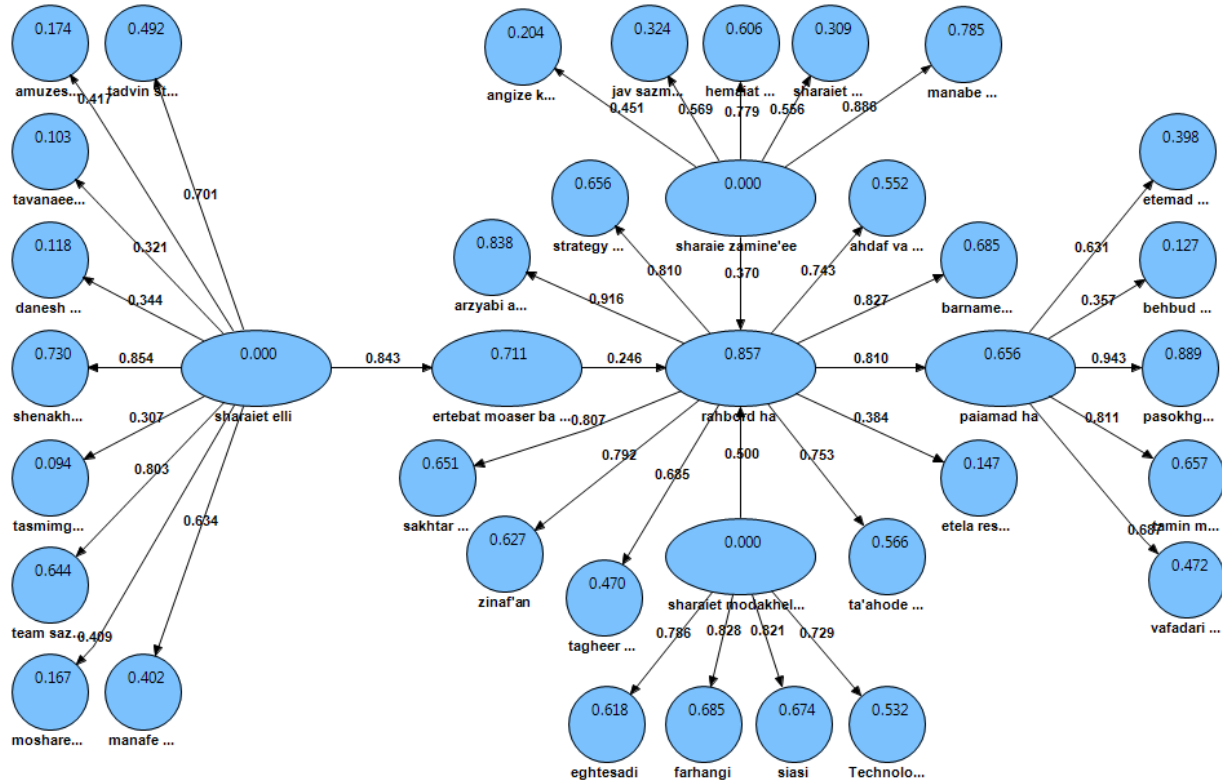 0.174
amuzes...
0.492
tadvin st...
0.204
angize k...
0.324
jav sazm...
0.606
hemaiat ...
0.309
sharaiet ...
0.785
manabe ...
0.417
0.701
0.451
0.569
0.779
0.556
0.886
0.103
tavanaee...
0.321
0.398
etemad ...
0.656
strategy ...
0.000
sharaie zamine'ee
0.552
ahdaf va ...
0.118
danesh ...
0.344
0.838
arzyabi a...
0.810
0.370
0.743
0.631
0.685
barname...
0.127
behbud ...
0.916
0.827
0.357
0.730
shenakh...
0.854
0.000
sharaiet elli
0.843
0.711
ertebat moaser ba ...
0.246
0.857
rahbord ha
0.810
0.656
paiamad ha
0.943
0.889
pasokhg...
0.307
0.803
0.634
0.807
0.792
0.685
0.500
0.753
0.384
0.811
0.687
0.094
tasmimg...
0.651
sakhtar ...
0.147
etela res...
0.657
tamin m...
0.644
team saz...
0.627
zinaf'an
0.470
tagheer ...
0.000
sharaiet modakhel...
0.566
ta'ahode ...
0.472
vafadari ...
0.409
0.786
0.828
0.821
0.729
0.167
moshare...
0.402
manafe ...
0.618
eghtesadi
0.685
farhangi
0.674
siasi
0.532
Technolo...